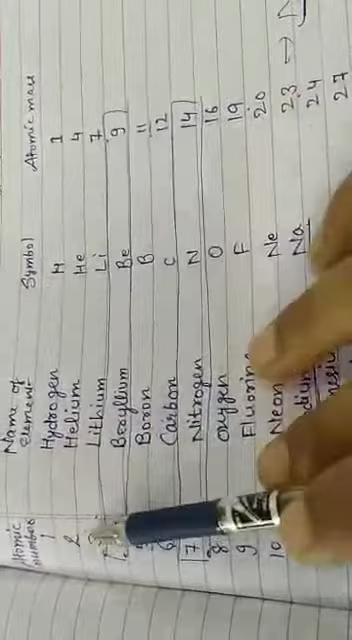 Atomic number Name of Element Symbol Atomic mass
1 Hydrogen H 1
2 Helium He 4
Lithium Li 7
Beryllium Be 9
Boron B 11
6 Carbon C 12
7 Nitrogen N 14
8 Oxygen O 16
9 Fluorine F 19
10 Neon Ne 20
Na 23 →
24
27